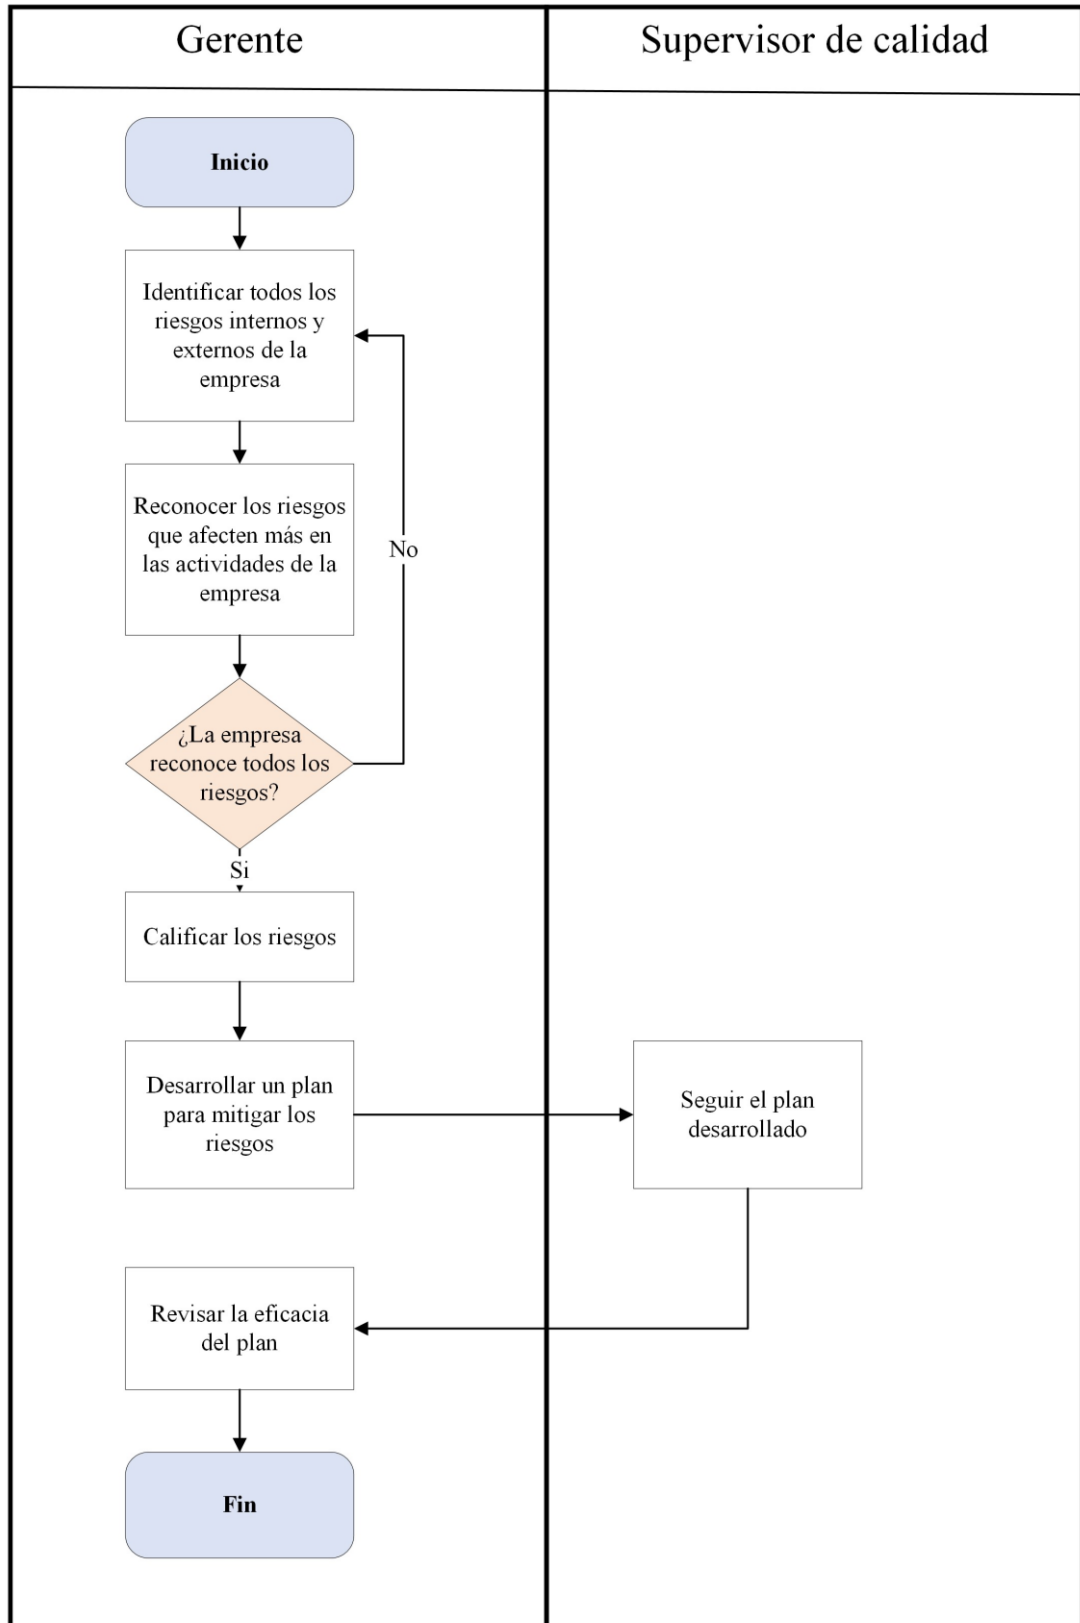 Gerente
Supervisor de calidad
Inicio
Identificar todos los
riesgos internos y
externos de la
empresa
Reconocer los riesgos
que afecten más en
las actividades de la
empresa
No
¿La empresa
reconoce todos los
riesgos?
Si
Calificar los riesgos
Desarrollar un plan
para mitigar los
riesgos
Seguir el plan
desarrollado
Revisar la eficacia
del plan
Fin